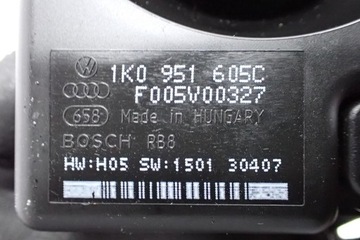 1K0 951 605C
F005V00327
658 Made in HUNGARY
BOSCH RB8
HW:H05 SW:1501 30407